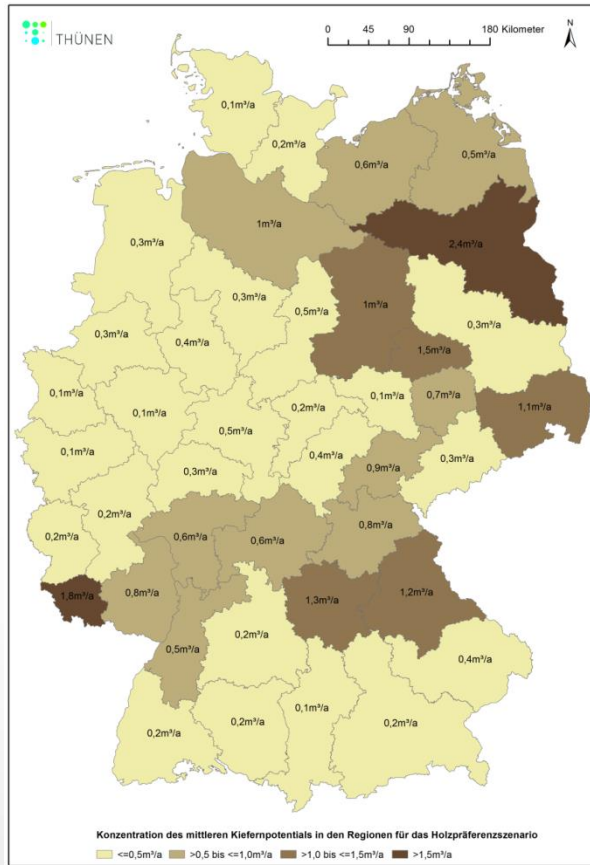 THÜNEN
0 45 90 180 Kilometer
N
0,1m³/a
0,2m³/a
0,6m³/a
0,5m³/a
1m³/a
2,4m³/a
0,3m³/a
0,3m³/a
0,5m³/a
1m³/a
0,3m³/a
0,3m³/a
0,4m³/a
1,5m³/a
0,1m³/a
0,1m³/a
0,2m³/a
0,1m³/a
0,7m³/a
1,1m³/a
0,5m³/a
0,1m³/a
0,3m³/a
0,4m³/a
0,9m³/a
0,3m³/a
0,2m³/a
0,2m³/a
0,6m³/a
0,6m³/a
0,8m³/a
1,8m³/a
0,8m³/a
1,3m³/a
1,2m³/a
0,5m³/a
0,2m³/a
0,4m³/a
0,2m³/a
0,2m³/a
0,1m³/a
0,2m³/a
Konzentration des mittleren Kiefernpotentials in den Regionen für das Holzpräferenzszenario
<=0,5m³/a >0,5 bis <=1,0m³/a >1,0 bis <=1,5m³/a >1,5m³/a